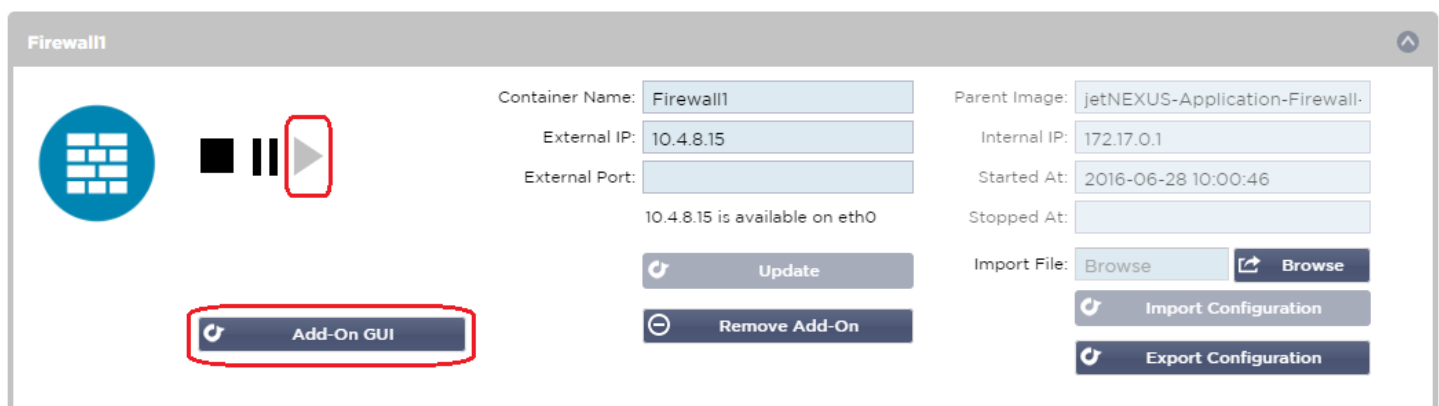 Firewall1
Container Name: Firewall1
External IP: 10.4.8.15
External Port:
10.4.8.15 is available on eth0
Update
Remove Add-On
Add-On GUI
Parent Image: jetNEXUS-Application-Firewall-
Internal IP: 172.17.0.1
Started At: 2016-06-28 10:00:46
Stopped At:
Import File: Browse Browse
Import Configuration
Export Configuration